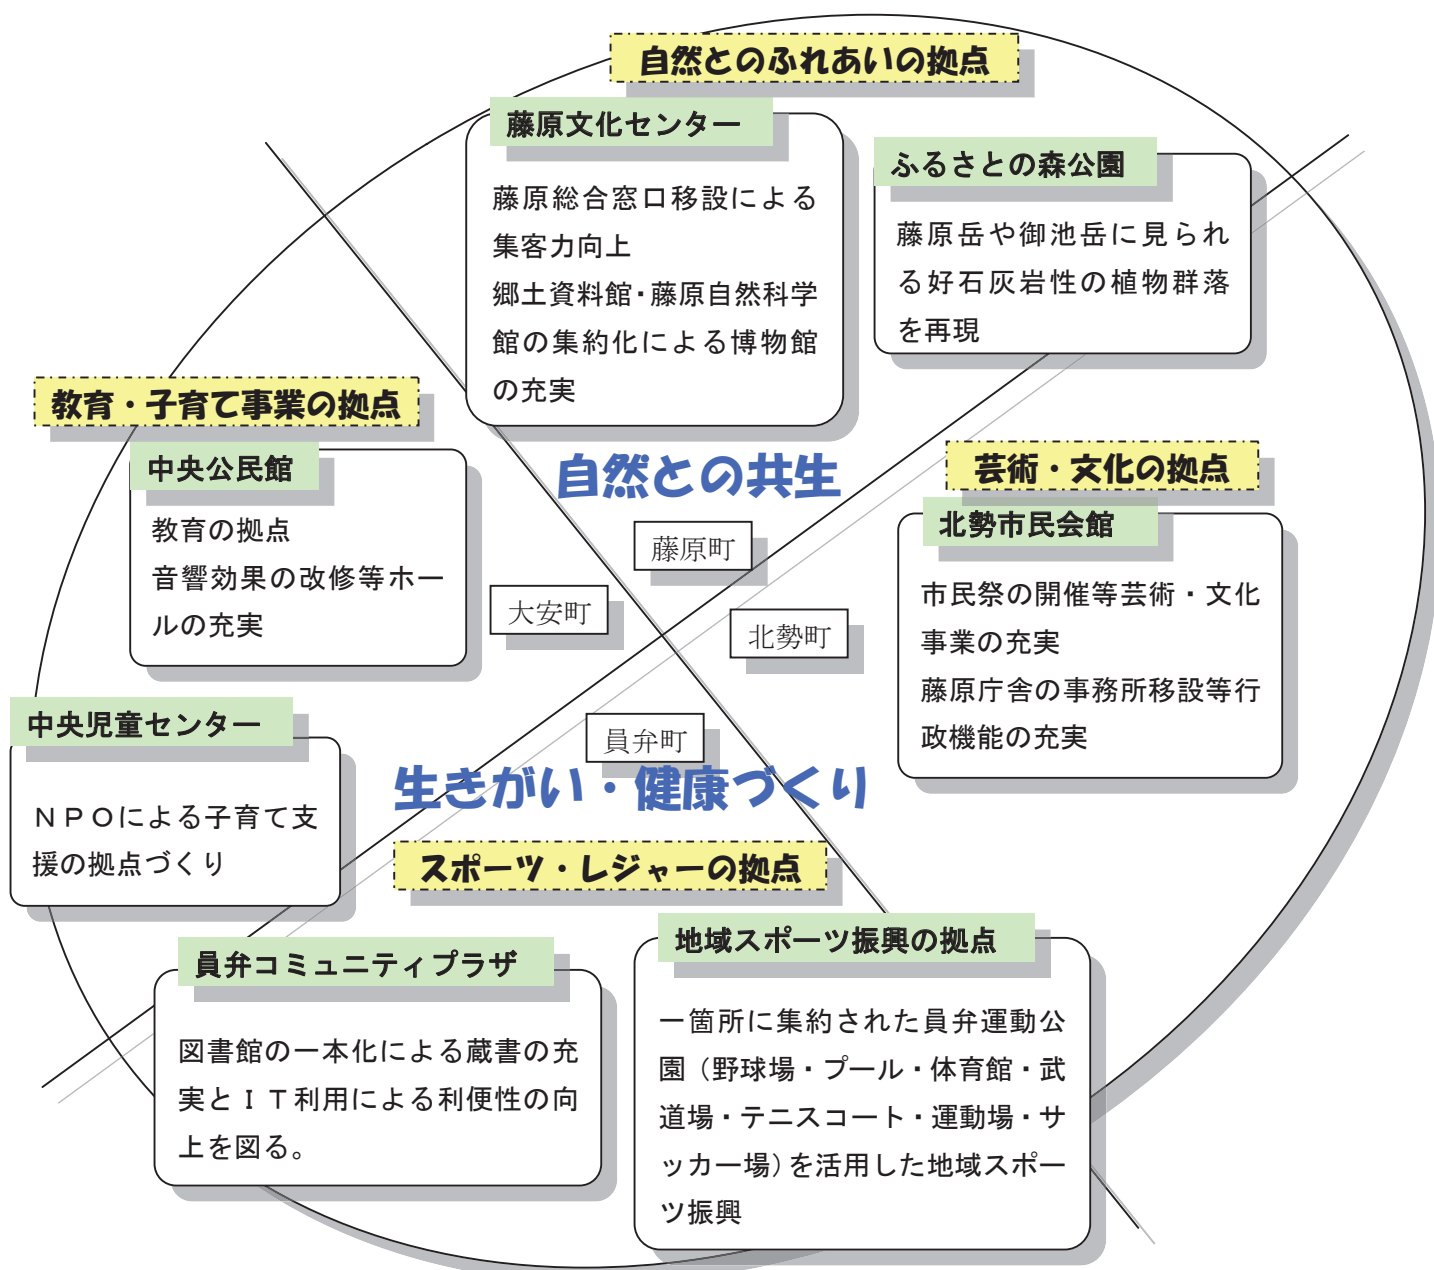 自然とのふれあいの拠点
藤原文化センター
藤原総合窓口移設による
集客力向上
郷土資料館・藤原自然科学
館の集約化による博物館
の充実
ふるさとの森公園
藤原岳や御池岳に見られ
る好石灰岩性の植物群落
を再現
教育・子育て事業の拠点
中央公民館
教育の拠点
音響効果の改修等ホー
ルの充実
自然との共生
芸術・文化の拠点
北勢市民会館
市民祭の開催等芸術・文化
事業の充実
藤原庁舎の事務所移設等行
政機能の充実
藤原町
大安町
北勢町
員弁町
中央児童センター
ＮＰＯによる子育て支
援の拠点づくり
生きがい・健康づくり
スポーツ・レジャーの拠点
員弁コミュニティプラザ
図書館の一本化による蔵書の充
実とＩＴ利用による利便性の向
上を図る。
地域スポーツ振興の拠点
一箇所に集約された員弁運動公
園（野球場・プール・体育館・武
道場・テニスコート・運動場・サ
ッカー場）を活用した地域スポー
ツ振興